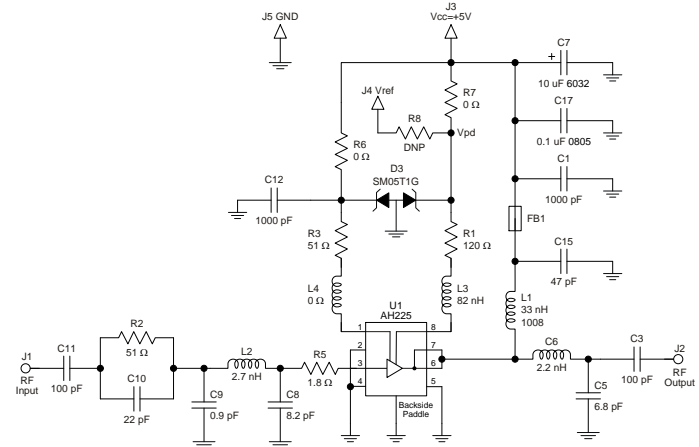 J5 GND
J3
Vcc=+5V
C7
+
10 uF 6032
R7
0 Ω
J4 Vref
R8
DNP
Vpd
C17
0.1 uF 0805
R6
0 Ω
D3
SM05T1G
C12
1000 pF
C1
1000 pF
FB1
R3
51 Ω
R1
120 Ω
C15
47 pF
L4
0 Ω
L3
82 nH
L1
33 nH
1008
U1
AH225
1
8
2
7
3
6
4
5
Backside
Paddle
R2
51 Ω
C10
22 pF
J1
RF
Input
C11
100 pF
L2
2.7 nH
R5
1.8 Ω
C9
0.9 pF
C8
8.2 pF
C6
2.2 nH
C3
100 pF
J2
RF
Output
C5
6.8 pF